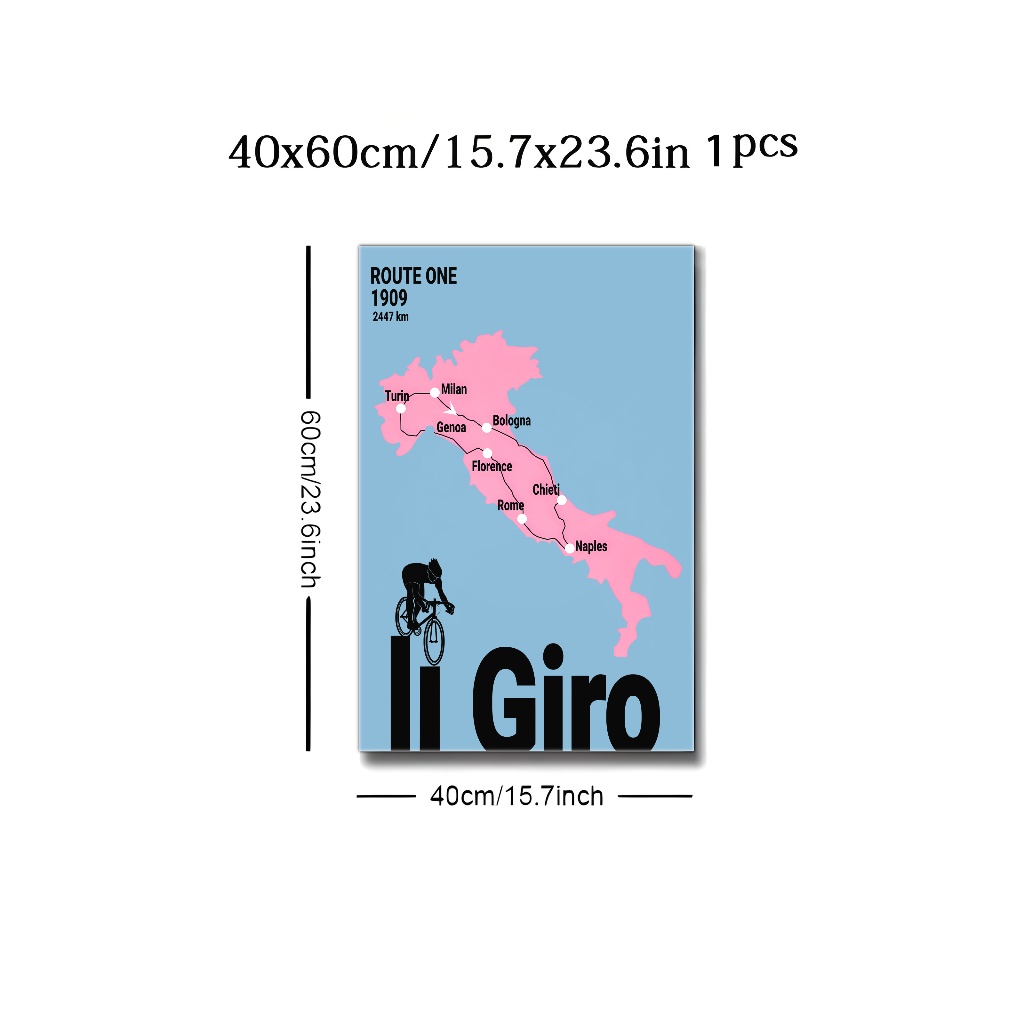 40x60cm/15.7x23.6in 1pcs
ROUTE ONE
1909
2447 km
Turin
Milan
Genoa
Bologna
Florence
Chieti
Rome
Naples
Il Giro
60cm/23.6inch
40cm/15.7inch